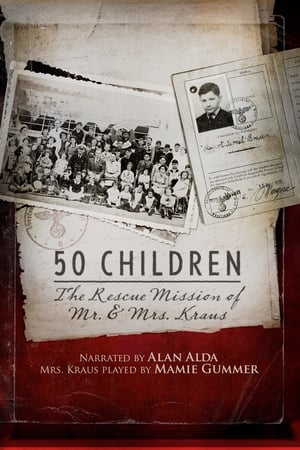 50 CHILDREN
The Rescue Mission of
Mr. & Mrs. Kraus
NARRATED BY ALAN ALDA
MRS. KRAUS PLAYED BY MAMIE GUMMER